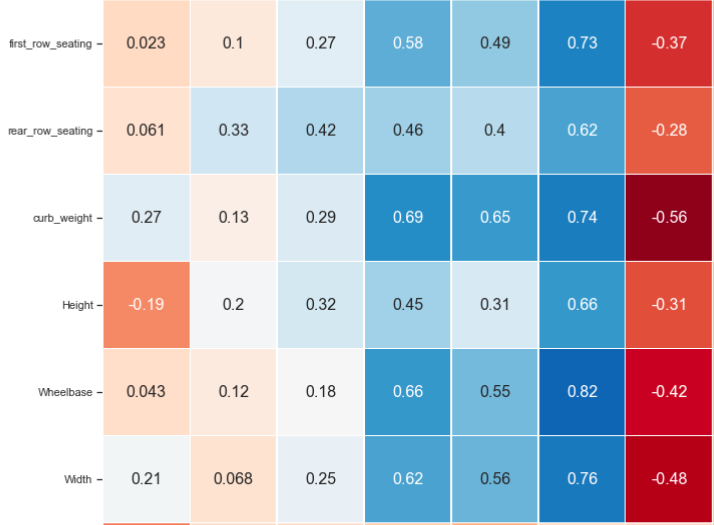 first_row_seating 0.023 0.1 0.27 0.58 0.49 0.73 -0.37
rear_row_seating 0.061 0.33 0.42 0.46 0.4 0.62 -0.28
curb_weight 0.27 0.13 0.29 0.69 0.65 0.74 -0.56
Height -0.19 0.2 0.32 0.45 0.31 0.66 -0.31
Wheelbase 0.043 0.12 0.18 0.66 0.55 0.82 -0.42
Width 0.21 0.068 0.25 0.62 0.56 0.76 -0.48